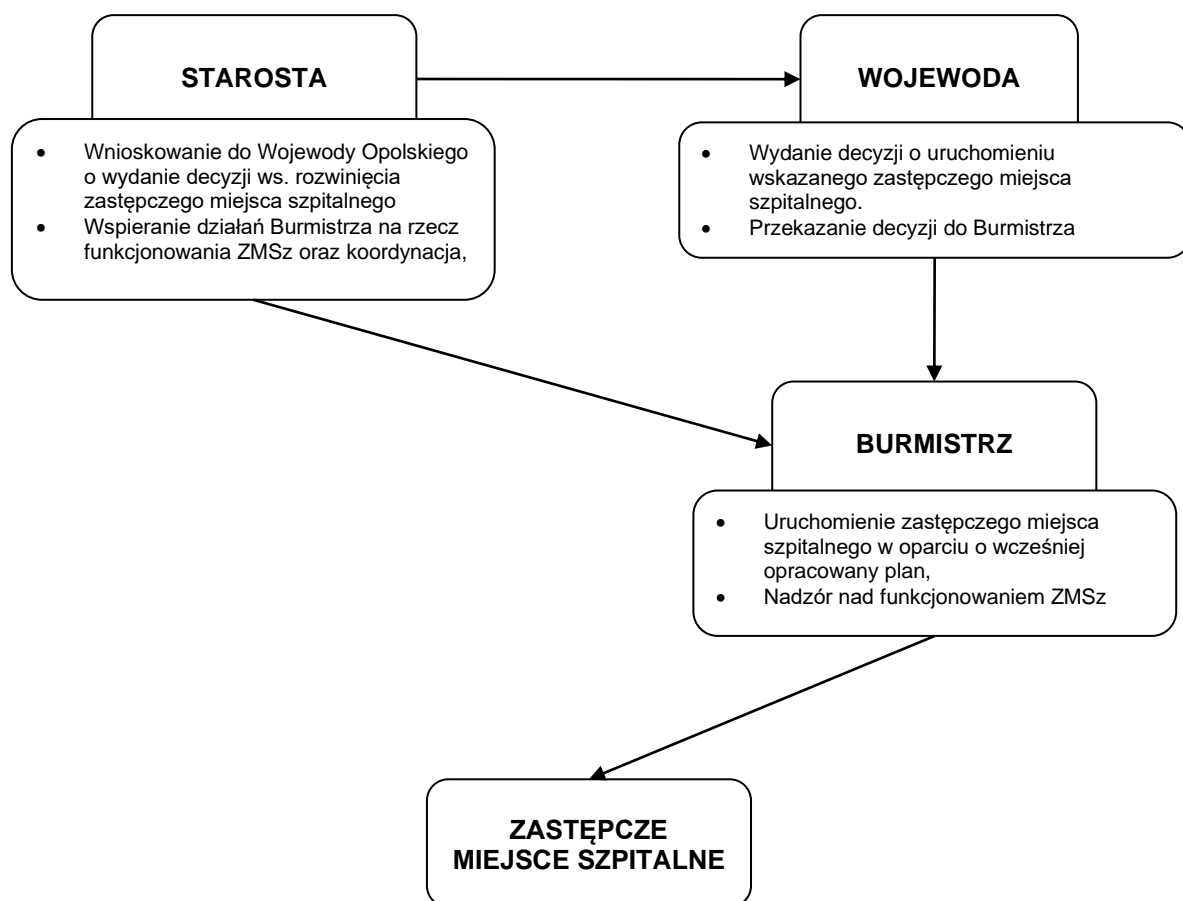 STAROSTA
• Wnioskowanie do Wojewody Opolskiego
o wydanie decyzji ws. rozwinięcia
zastępczego miejsca szpitalnego
• Wspieranie działań Burmistrza na rzecz
funkcjonowania ZMSz oraz koordynacja,
WOJEWODA
• Wydanie decyzji o uruchomieniu
wskazanego zastępczego miejsca
szpitalnego.
• Przekazanie decyzji do Burmistrza
BURMISTRZ
• Uruchomienie zastępczego miejsca
szpitalnego w oparciu o wcześniej
opracowany plan,
• Nadzór nad funkcjonowaniem ZMSz
ZASTĘPCZE
MIEJSCE SZPITALNE